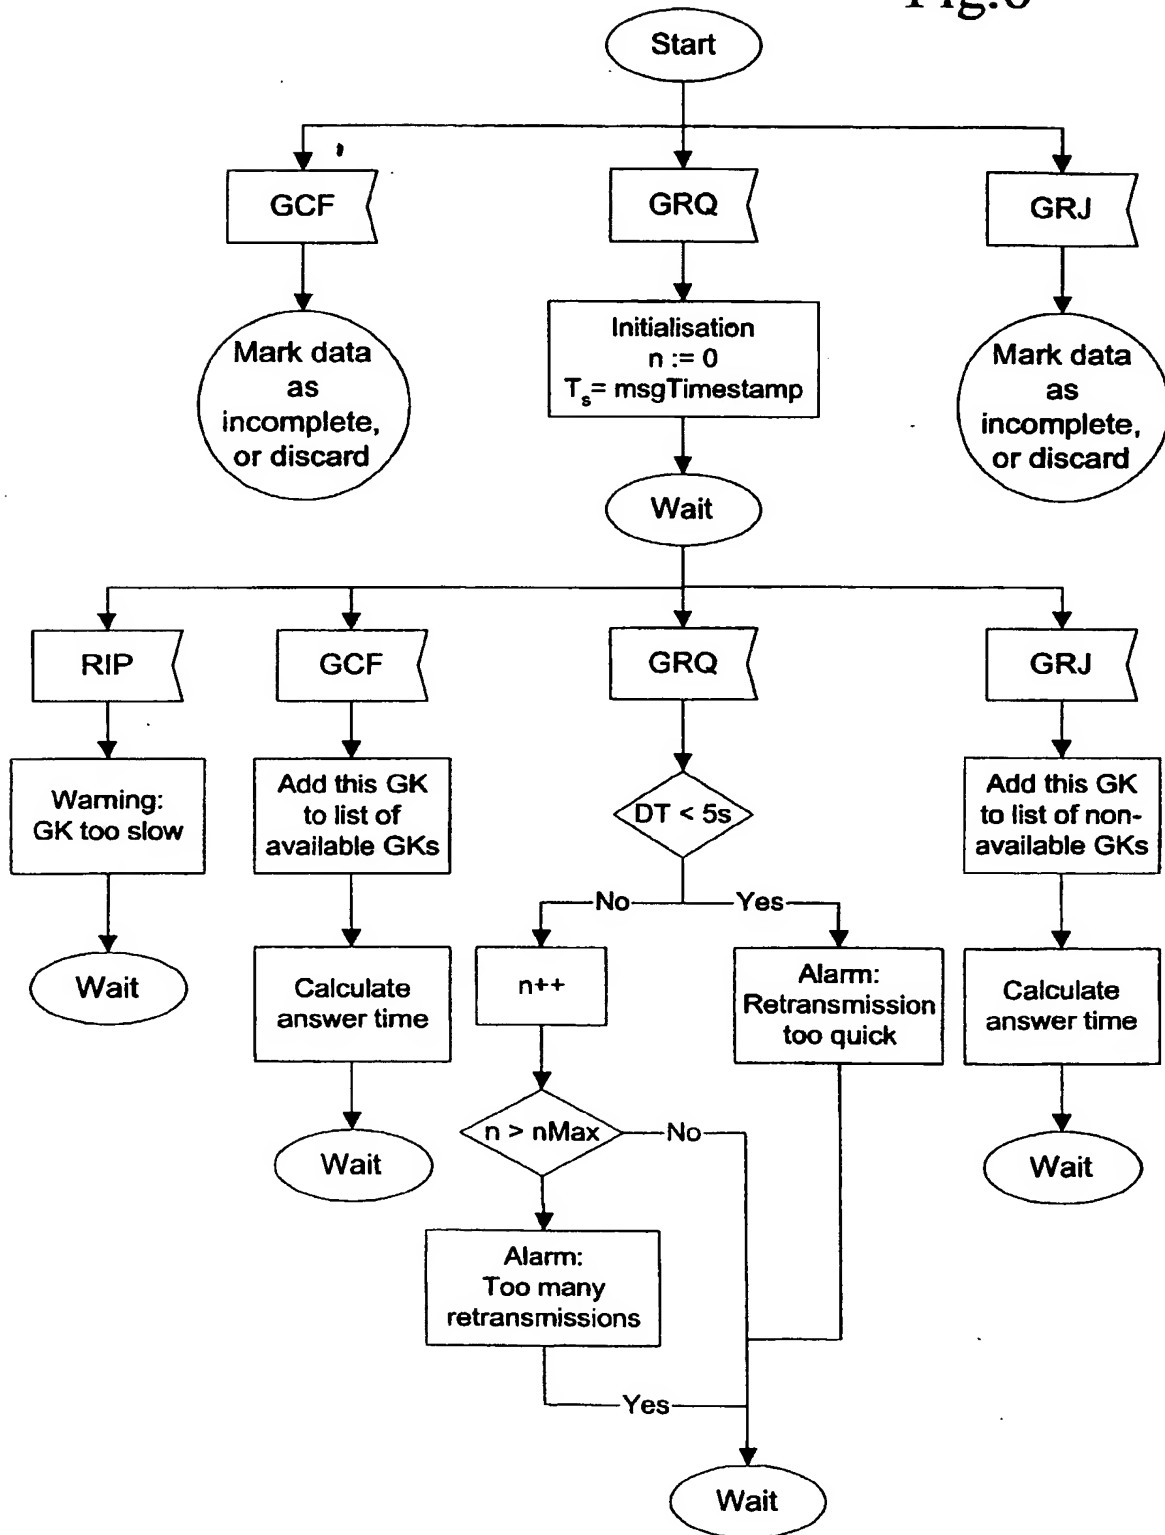 Fig.6
Start
GCF
GRQ
GRJ
Mark data
as
incomplete,
or discard
Initialisation
n := 0
Ts= msgTimestamp
Mark data
as
incomplete,
or discard
Wait
RIP
GCF
GRQ
GRJ
Warning:
GK too slow
Add this GK
to list of
available GKs
DT < 5s
Add this GK
to list of non-
available GKs
No
Yes
Wait
Calculate
answer time
n++
Alarm:
Retransmission
too quick
Calculate
answer time
n > nMax
No
Wait
Wait
Alarm:
Too many
retransmissions
Yes
Wait